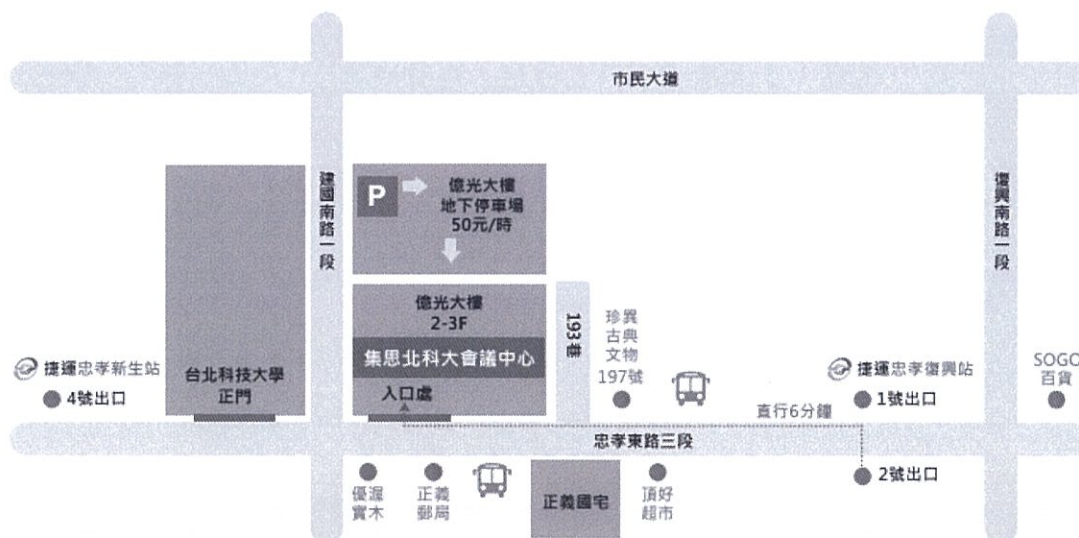 市民大道
建國南路一段
復興南路一段
P
億光大樓
地下停車場
50元/時
億光大樓
2-3F
集思北科大會議中心
入口處
193 巷
珍異
古典
文物
197號
捷運忠孝新生站
4號出口
台北科技大學
正門
捷運忠孝復興站
1號出口
SOGO
百貨
直行6分鐘
忠孝東路三段
2號出口
優渥
實木
正義
郵局
正義國宅
頂好
超市